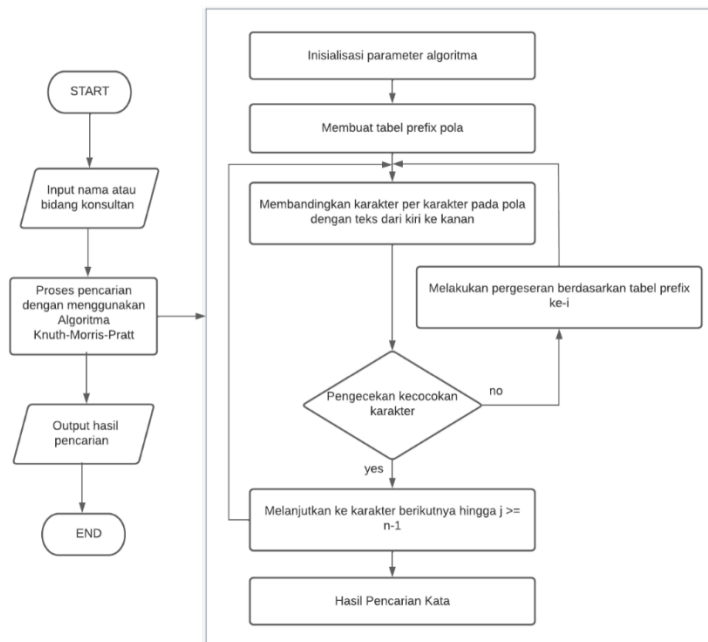 START
Input nama atau
bidang konsultan
Proses pencarian
dengan menggunakan
Algoritma
Knuth-Morris-Pratt
Output hasil
pencarian
END
Inisialisasi parameter algoritma
Membuat tabel prefix pola
Membandingkan karakter per karakter pada pola
dengan teks dari kiri ke kanan
Melakukan pergeseran berdasarkan tabel prefix
ke-i
Pengecekan kecocokan
karakter
no
yes
Melanjutkan ke karakter berikutnya hingga j >=
n-1
Hasil Pencarian Kata